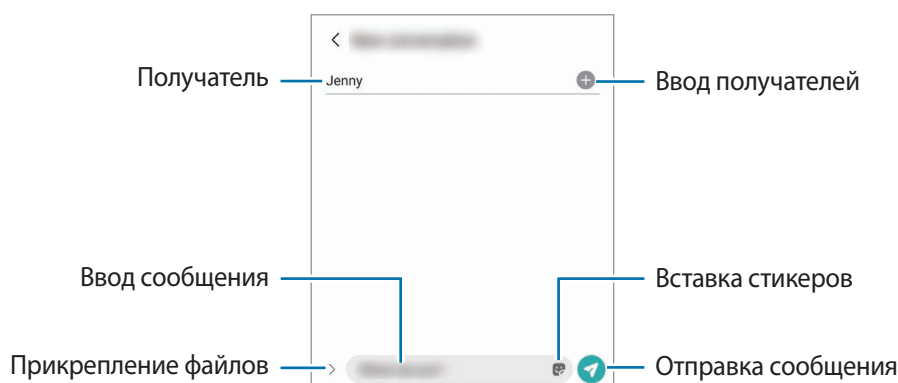 Получатель
Jenny
Ввод получателей
Ввод сообщения
Вставка стикеров
Прикрепление файлов
Отправка сообщения